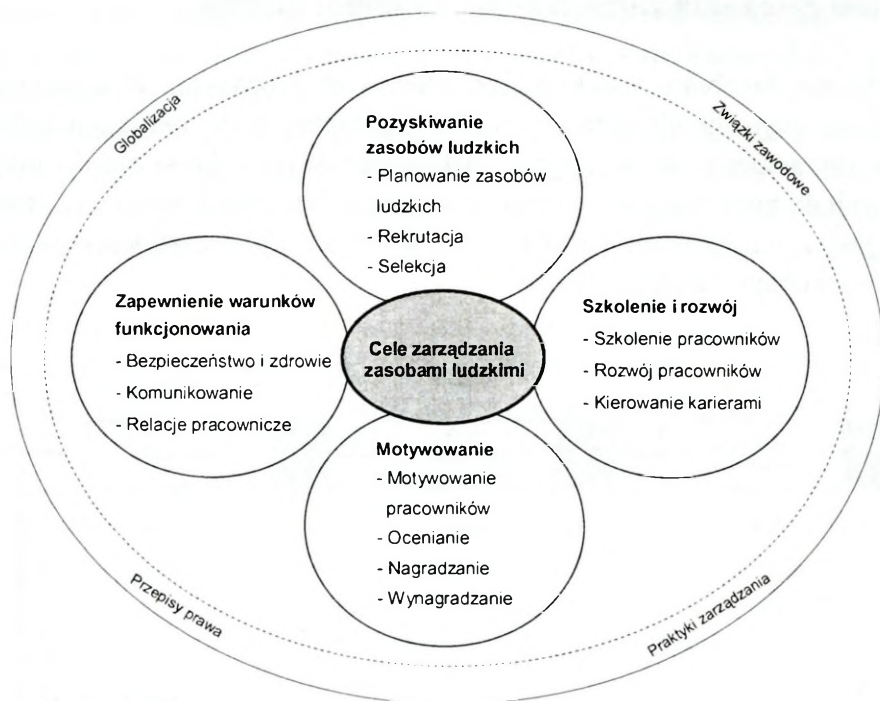 Globalizacja
Związki zawodowe
Pozyskiwanie
zasobów ludzkich
- Planowanie zasobów
ludzkich
- Rekrutacja
- Selekcja
Zapewnienie warunków
funkcjonowania
- Bezpieczeństwo i zdrowie
- Komunikowanie
- Relacje pracownicze
Cele zarządzania
zasobami ludzkimi
Szkolenie i rozwój
- Szkolenie pracowników
- Rozwój pracowników
- Kierowanie karierami
Motywowanie
- Motywowanie
pracowników
- Ocenianie
- Nagradzanie
- Wynagradzanie
Przepisy prawa
Praktyki zarządzania